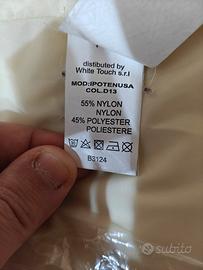 distributed by
White Touch s.r.l
MOD:IPOTENUSA
COL.D13
55% NYLON
NYLON
45% POLYESTER
POLIESTERE
B3124
subito